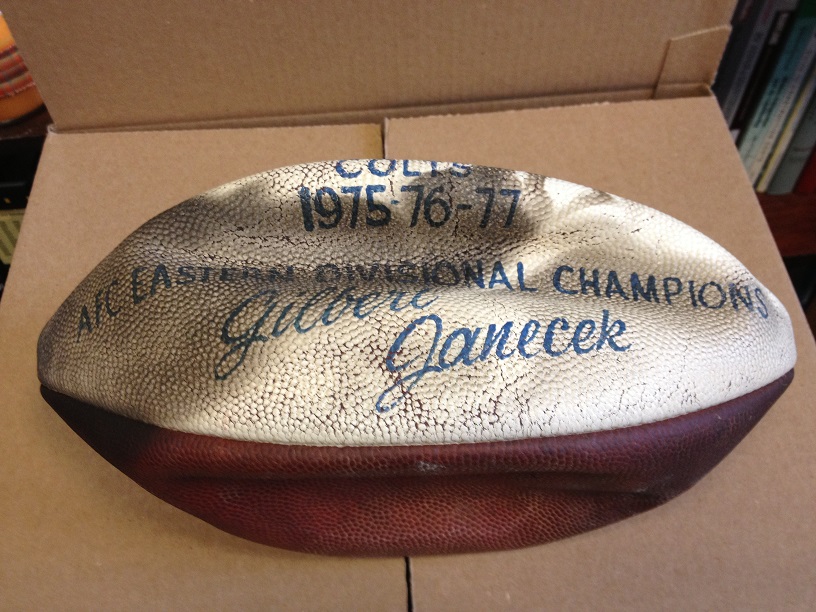 COLTS
1975-76-77
AFC EASTERN DIVISIONAL CHAMPIONS
Gilbert
Janecek